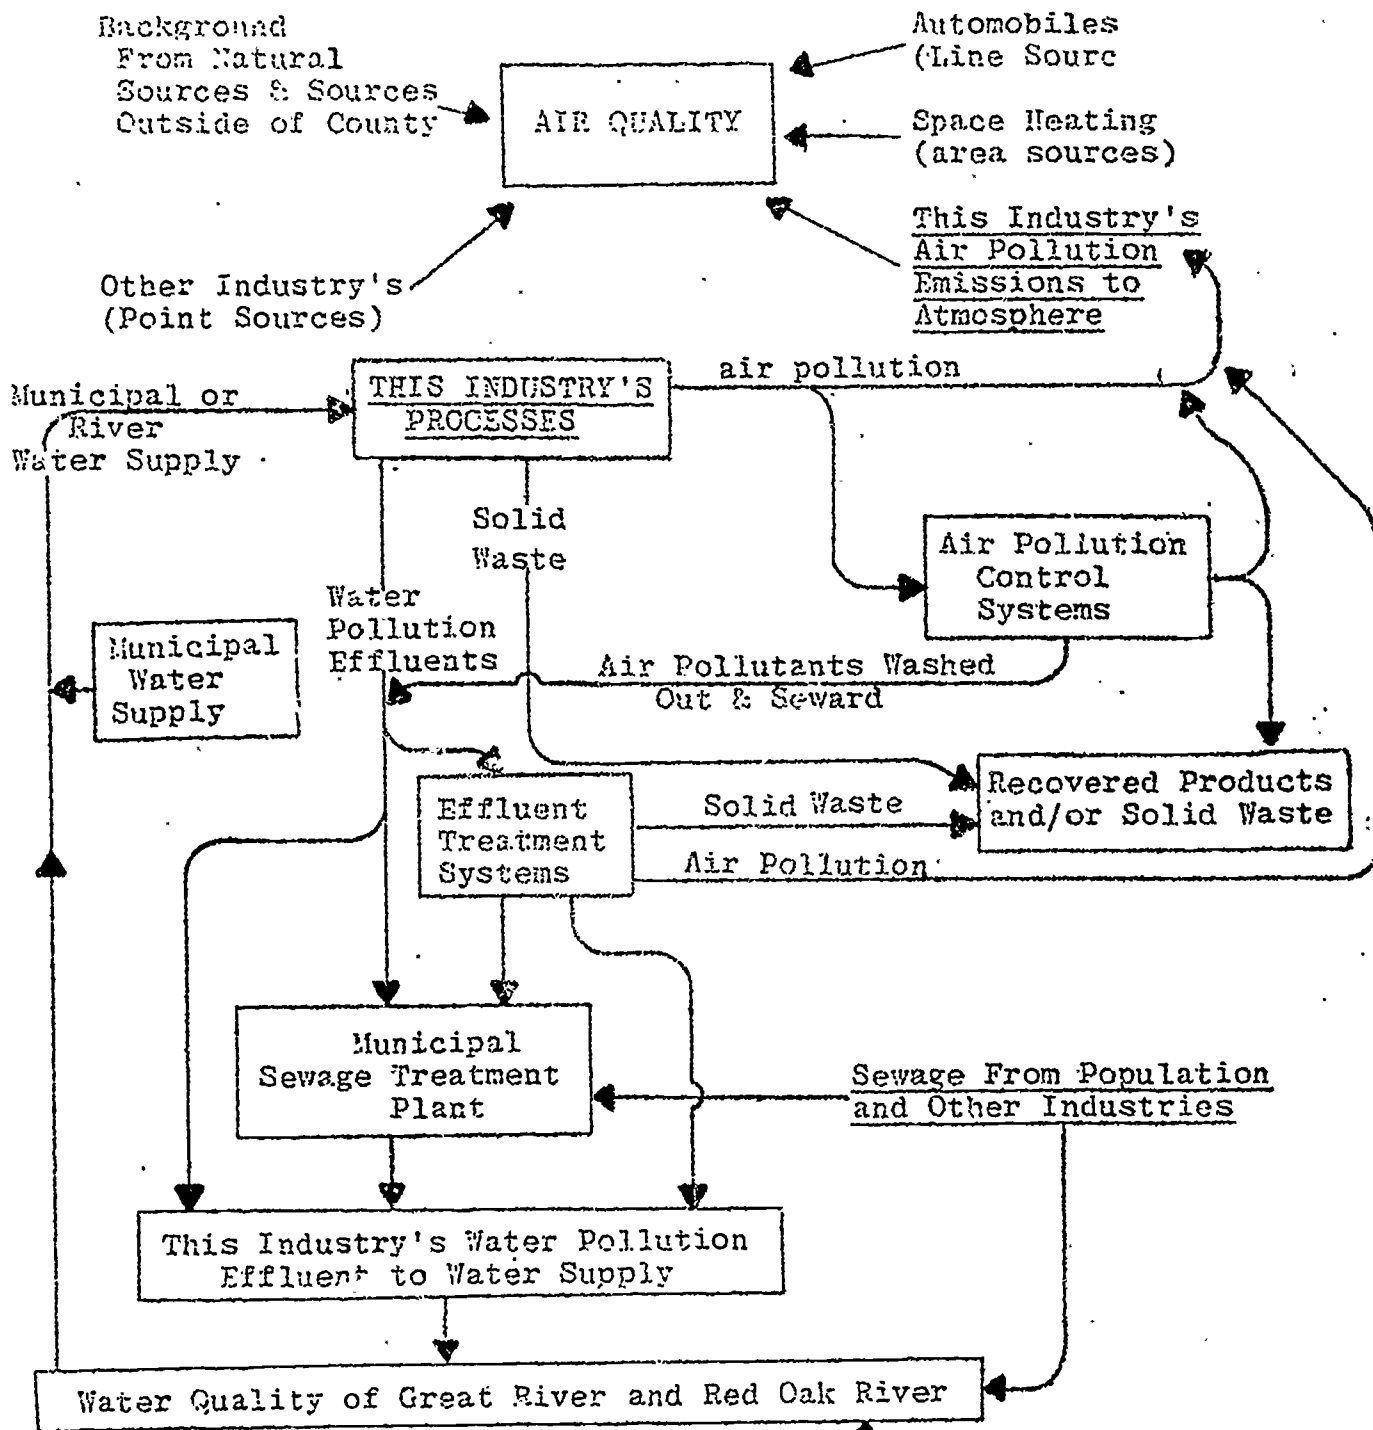 Background
From Natural
Sources & Sources
Outside of County
AIR QUALITY
Automobiles
(Line Sourc
Space Heating
(area sources)
This Industry's
Air Pollution
Emissions to
Atmosphere
Other Industry's
(Point Sources)
Municipal or
River
Water Supply
THIS INDUSTRY'S
PROCESSES
air pollution
Solid
Waste
Air Pollution
Control
Systems
Water
Pollution
Effluents
Municipal
Water
Supply
Air Pollutants Washed
Out & Seward
Recovered Products
and/or Solid Waste
Effluent
Treatment
Systems
Solid Waste
Air Pollution
Municipal
Sewage Treatment
Plant
Sewage From Population
and Other Industries
This Industry's Water Pollution
Effluent to Water Supply
Water Quality of Great River and Red Oak River